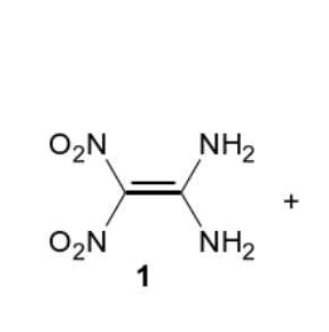 O₂N NH₂
+
O₂N NH₂
1